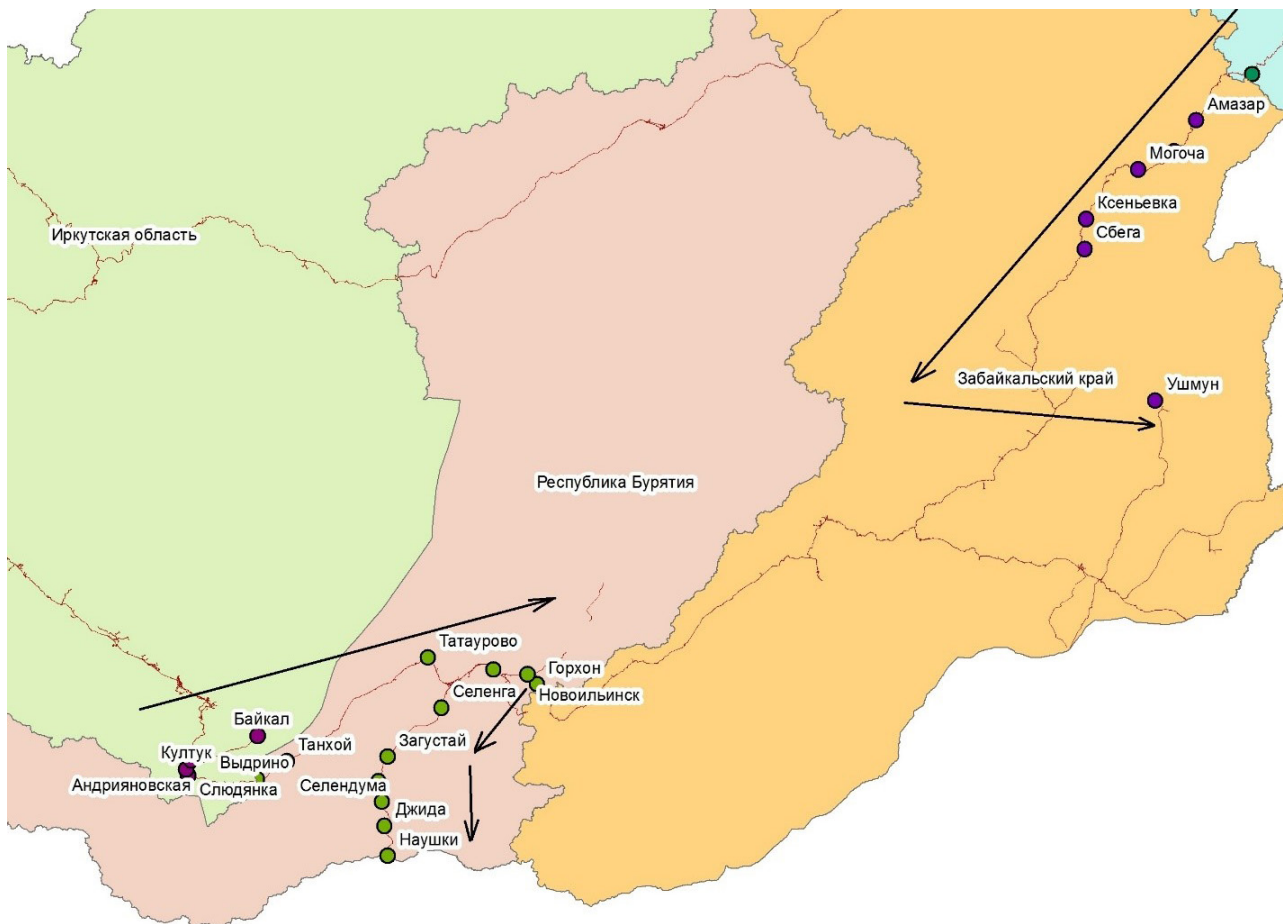 Амазар
Могоча
Ксеньевка
Сбега
Иркутская область
Забайкальский край
Ушмун
Республика Бурятия
Татаурово
Горхон
Новоильинск
Селенга
Байкал
Танхой
Загустай
Култук
Выдрино
Андрияновская
Слюдянка
Селендума
Джида
Наушки